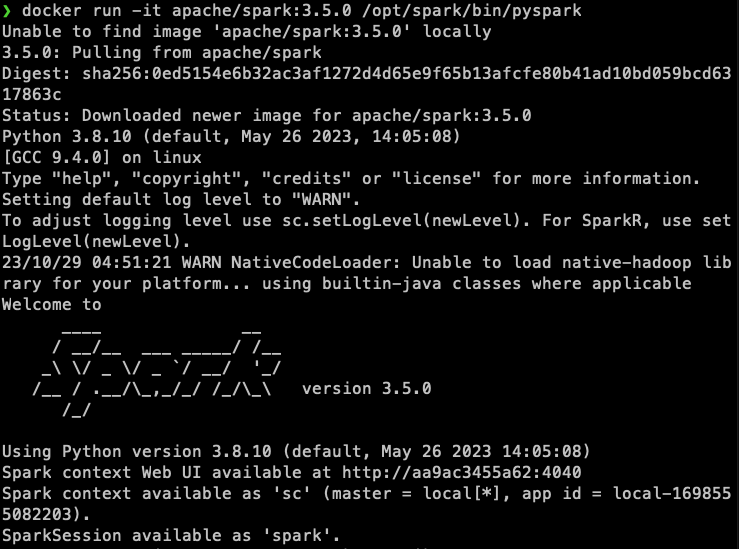 ❯ docker run -it apache/spark:3.5.0 /opt/spark/bin/pyspark
Unable to find image 'apache/spark:3.5.0' locally
3.5.0: Pulling from apache/spark
Digest: sha256:0ed5154e6b32ac3af1272d4d65e9f65b13afcfe80b41ad10bd059bcd63
17863c
Status: Downloaded newer image for apache/spark:3.5.0
Python 3.8.10 (default, May 26 2023, 14:05:08)
[GCC 9.4.0] on linux
Type "help", "copyright", "credits" or "license" for more information.
Setting default log level to "WARN".
To adjust logging level use sc.setLogLevel(newLevel). For SparkR, use set
LogLevel(newLevel).
23/10/29 04:51:21 WARN NativeCodeLoader: Unable to load native-hadoop lib
rary for your platform... using builtin-java classes where applicable
Welcome to
      ____              __
     / __/__  ___ _____/ /__
    _\ \/ _ \/ _ `/ __/  '_/
   /__ / .__/\_,_/_/ /_/\_\   version 3.5.0
      /_/
Using Python version 3.8.10 (default, May 26 2023 14:05:08)
Spark context Web UI available at http://aa9ac3455a62:4040
Spark context available as 'sc' (master = local[*], app id = local-169855
5082203).
SparkSession available as 'spark'.